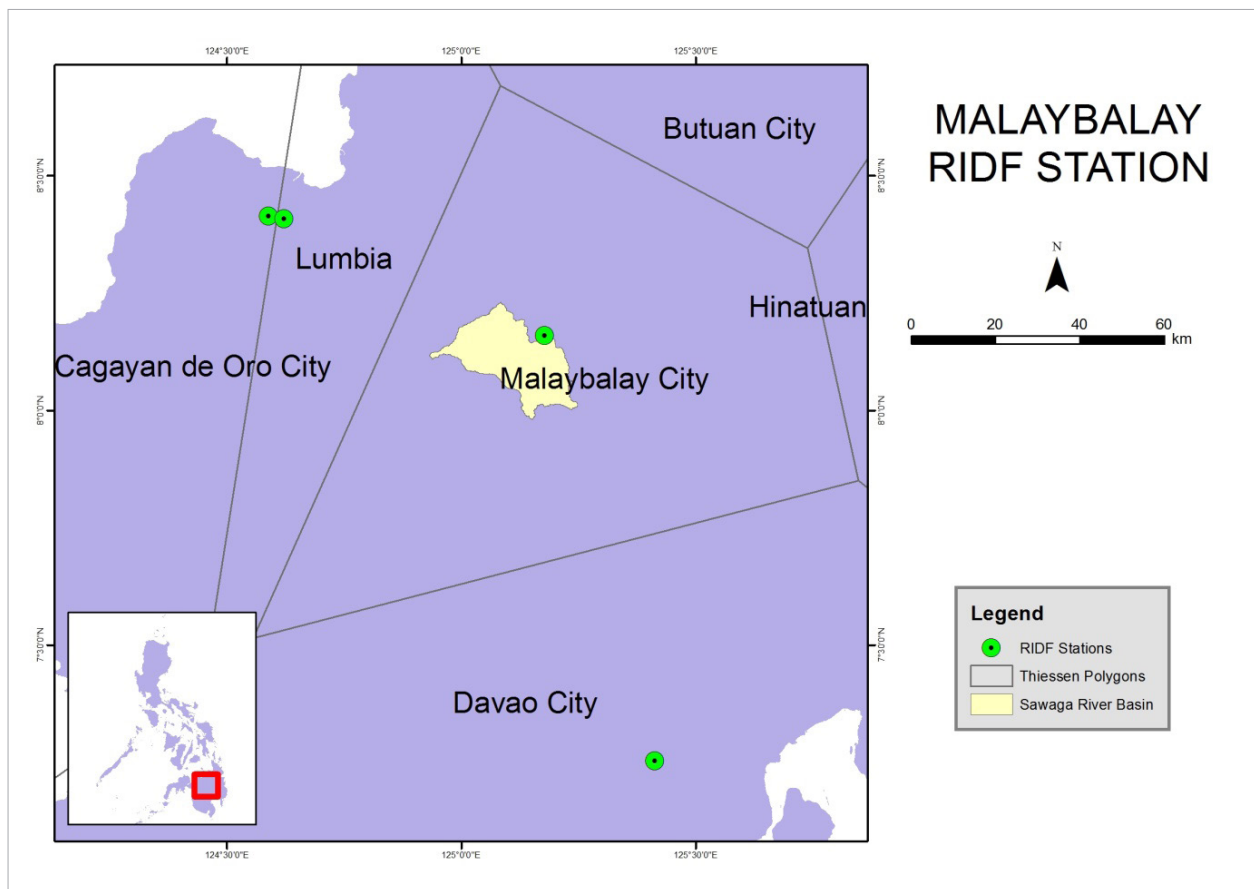 124°30'0"E
125°0'0"E
125°30'0"E
MALAYBALAY
RIDF STATION
Butuan City
8°30'0"N
8°30'0"N
N
Lumbia
Hinatuan
0
20
40
60
km
Cagayan de Oro City
Malaybalay City
8°0'0"N
8°0'0"N
7°30'0"N
7°30'0"N
Legend
RIDF Stations
Thiessen Polygons
Sawaga River Basin
Davao City
124°30'0"E
125°0'0"E
125°30'0"E